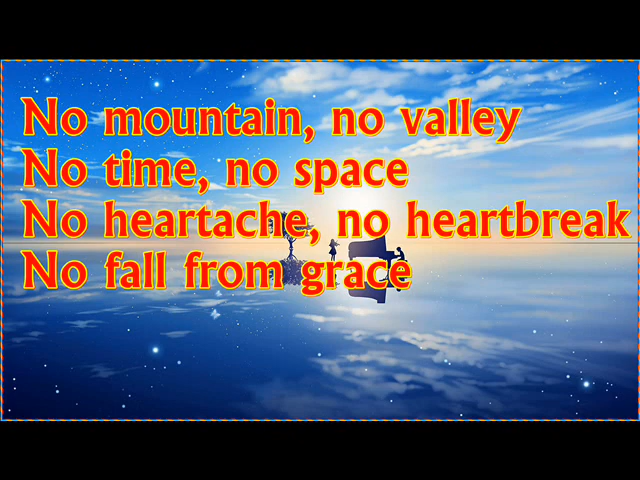 No mountain, no valley
No time, no space
No heartache, no heartbreak
No fall from grace